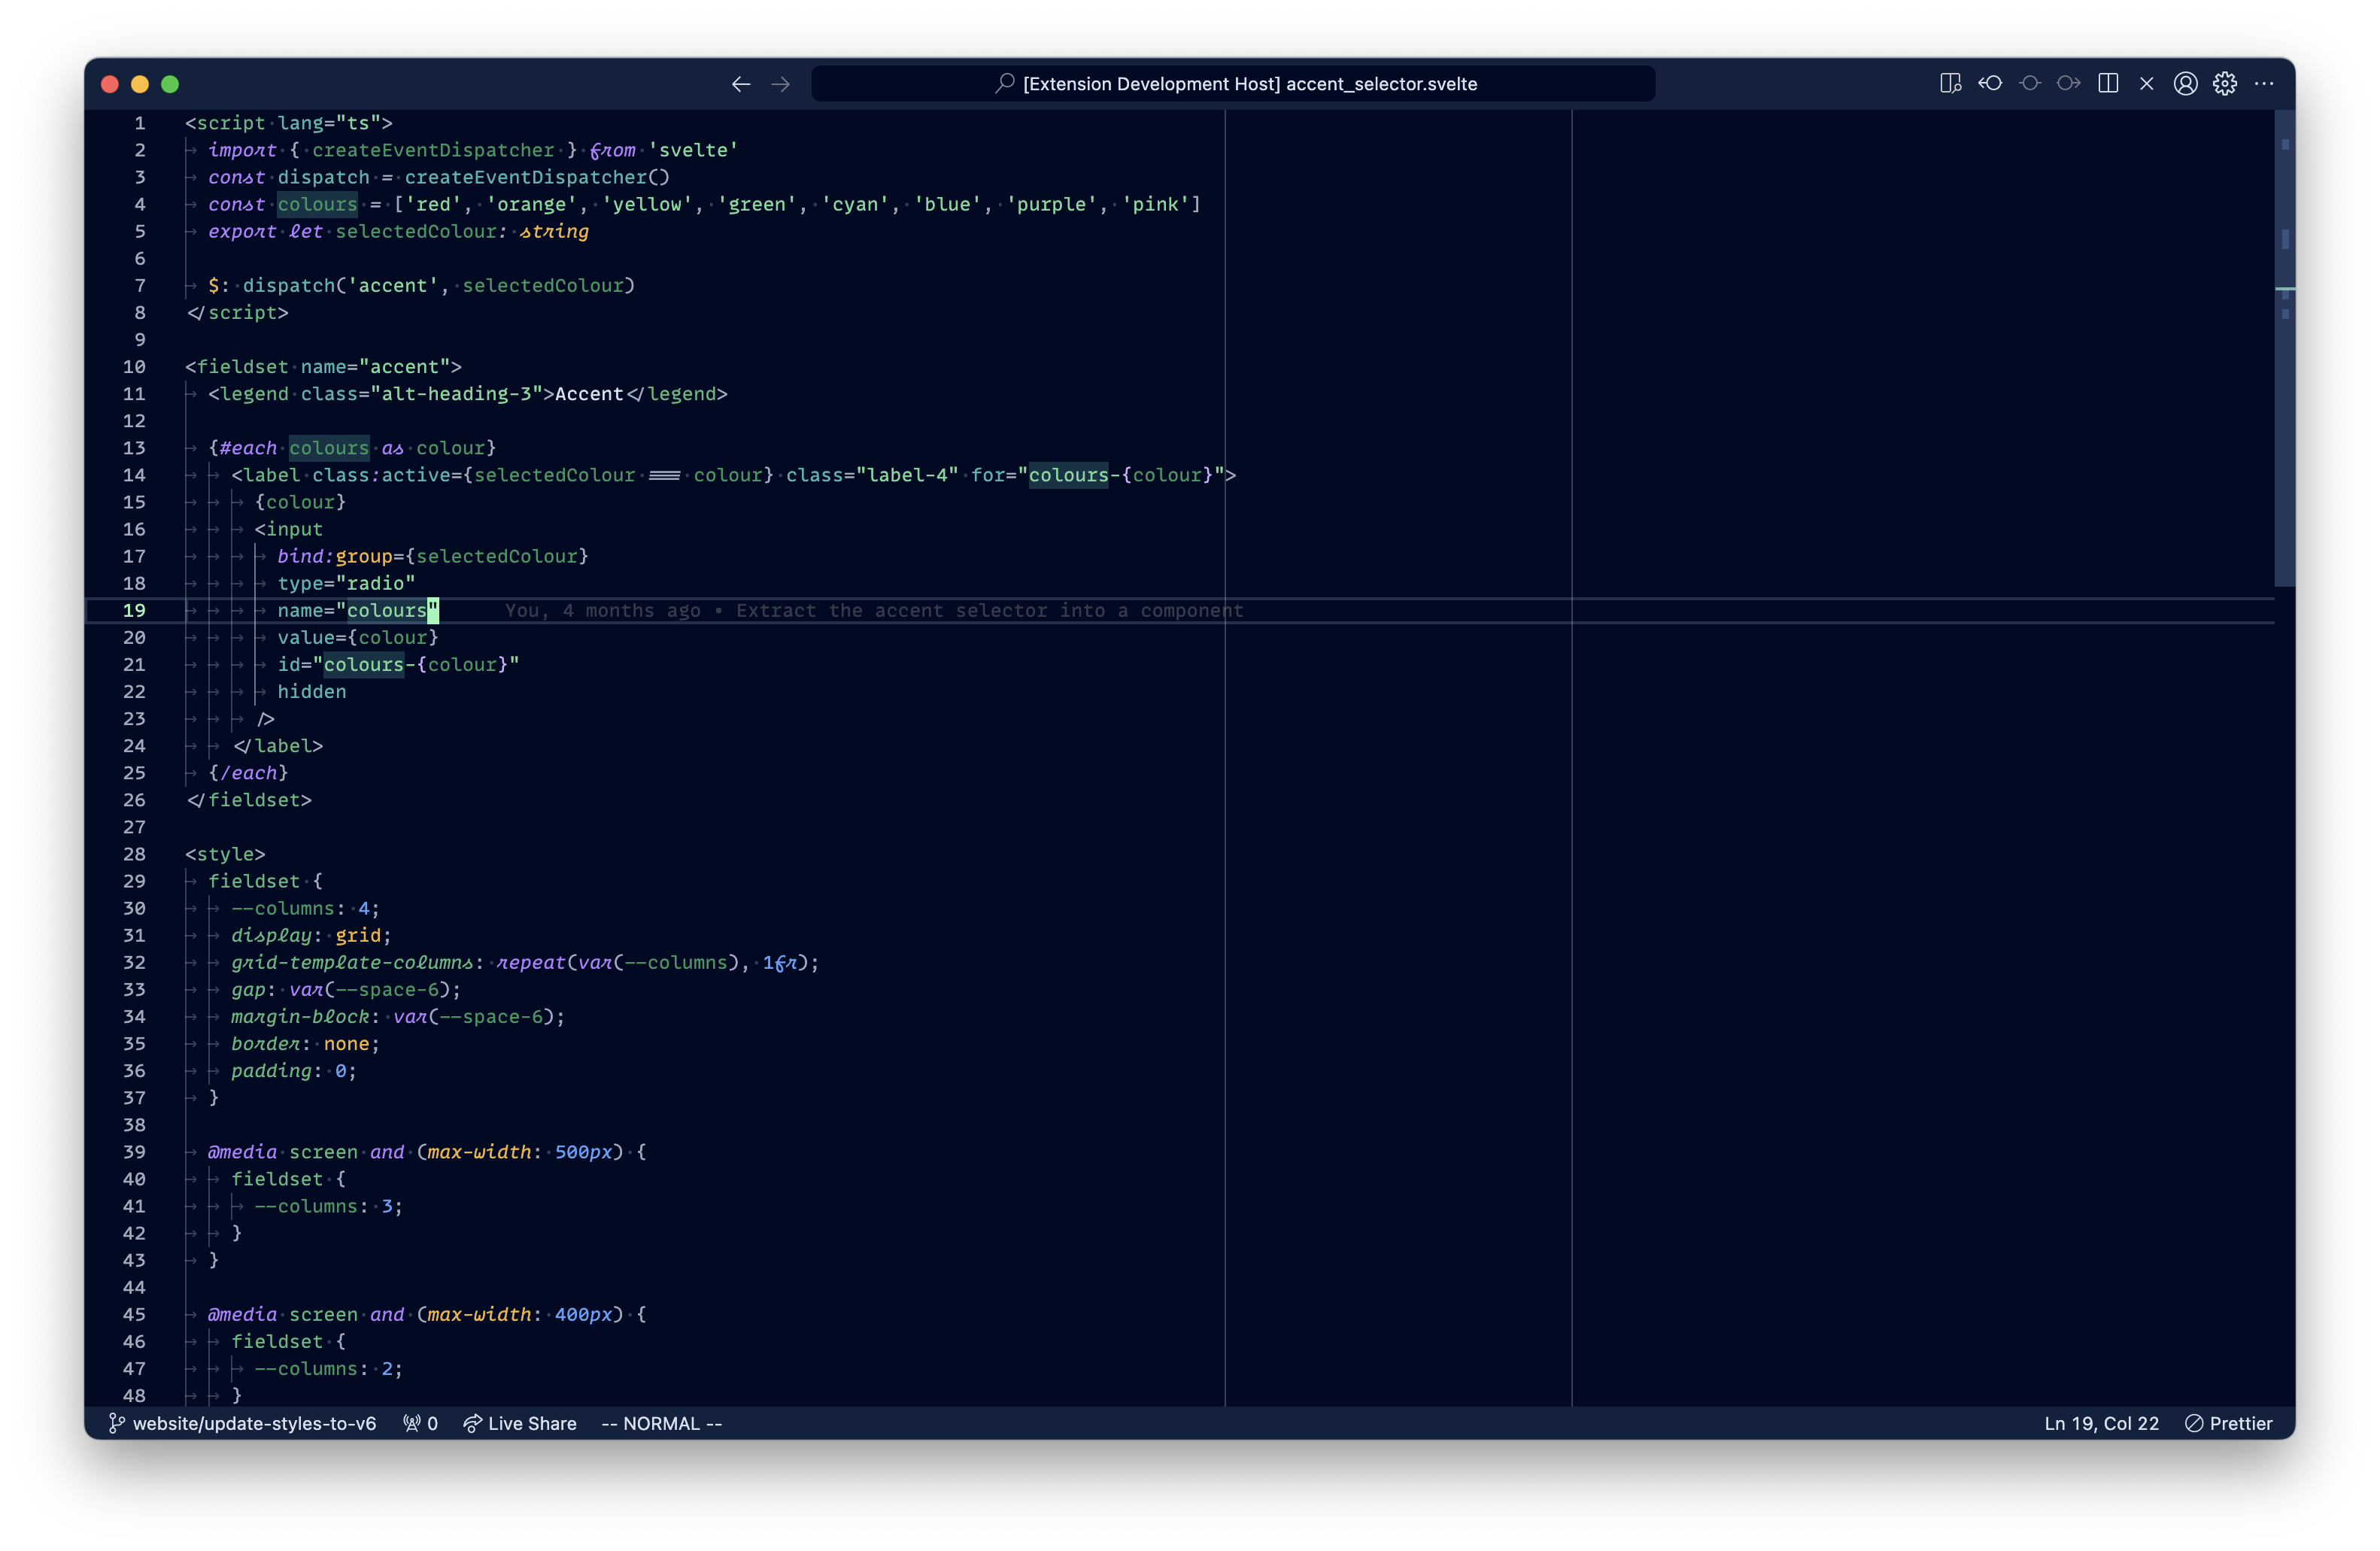 [Extension Development Host] accent_selector.svelte
1 <script lang="ts">
2 import { createEventDispatcher } from 'svelte'
3 const dispatch = createEventDispatcher()
4 const colours = ['red', 'orange', 'yellow', 'green', 'cyan', 'blue', 'purple', 'pink']
5 export let selectedColour: string
6
7 $: dispatch('accent', selectedColour)
8 </script>
9
10 <fieldset name="accent">
11 <legend class="alt-heading-3">Accent</legend>
12
13 {#each colours as colour}
14 <label class:active={selectedColour === colour} class="label-4" for="colours-{colour}">
15 {colour}
16 <input
17 bind:group={selectedColour}
18 type="radio"
19 name="colours" You, 4 months ago • Extract the accent selector into a component
20 value={colour}
21 id="colours-{colour}"
22 hidden
23 />
24 </label>
25 {/each}
26 </fieldset>
27
28 <style>
29 fieldset {
30 --columns: 4;
31 display: grid;
32 grid-template-columns: repeat(var(--columns), 1fr);
33 gap: var(--space-6);
34 margin-block: var(--space-6);
35 border: none;
36 padding: 0;
37 }
38
39 @media screen and (max-width: 500px) {
40 fieldset {
41 --columns: 3;
42 }
43 }
44
45 @media screen and (max-width: 400px) {
46 fieldset {
47 --columns: 2;
48 }
website/update-styles-to-v6 0 Live Share -- NORMAL -- Ln 19, Col 22 Prettier